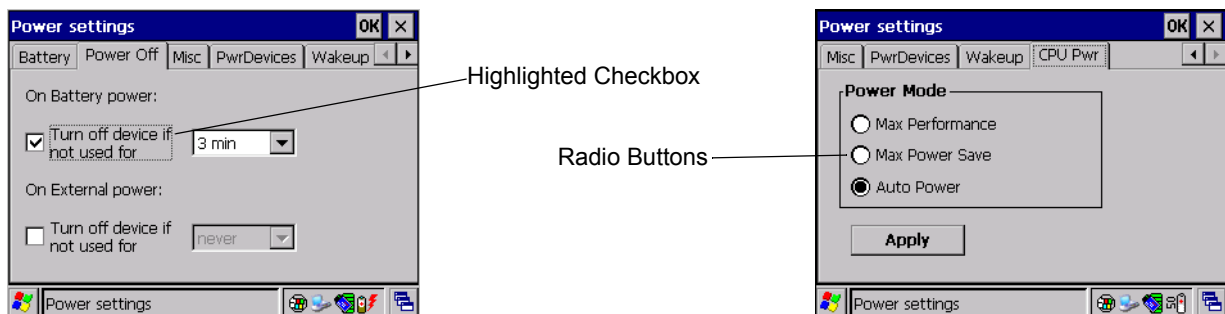 Power settings OK
Battery Power Off Misc PwrDevices Wakeup
On Battery power:
Turn off device if
not used for
3 min
On External power:
Turn off device if
not used for
never
Power settings
Highlighted Checkbox
Radio Buttons
Power settings OK
Misc PwrDevices Wakeup CPU Pwr
Power Mode
Max Performance
Max Power Save
Auto Power
Apply
Power settings